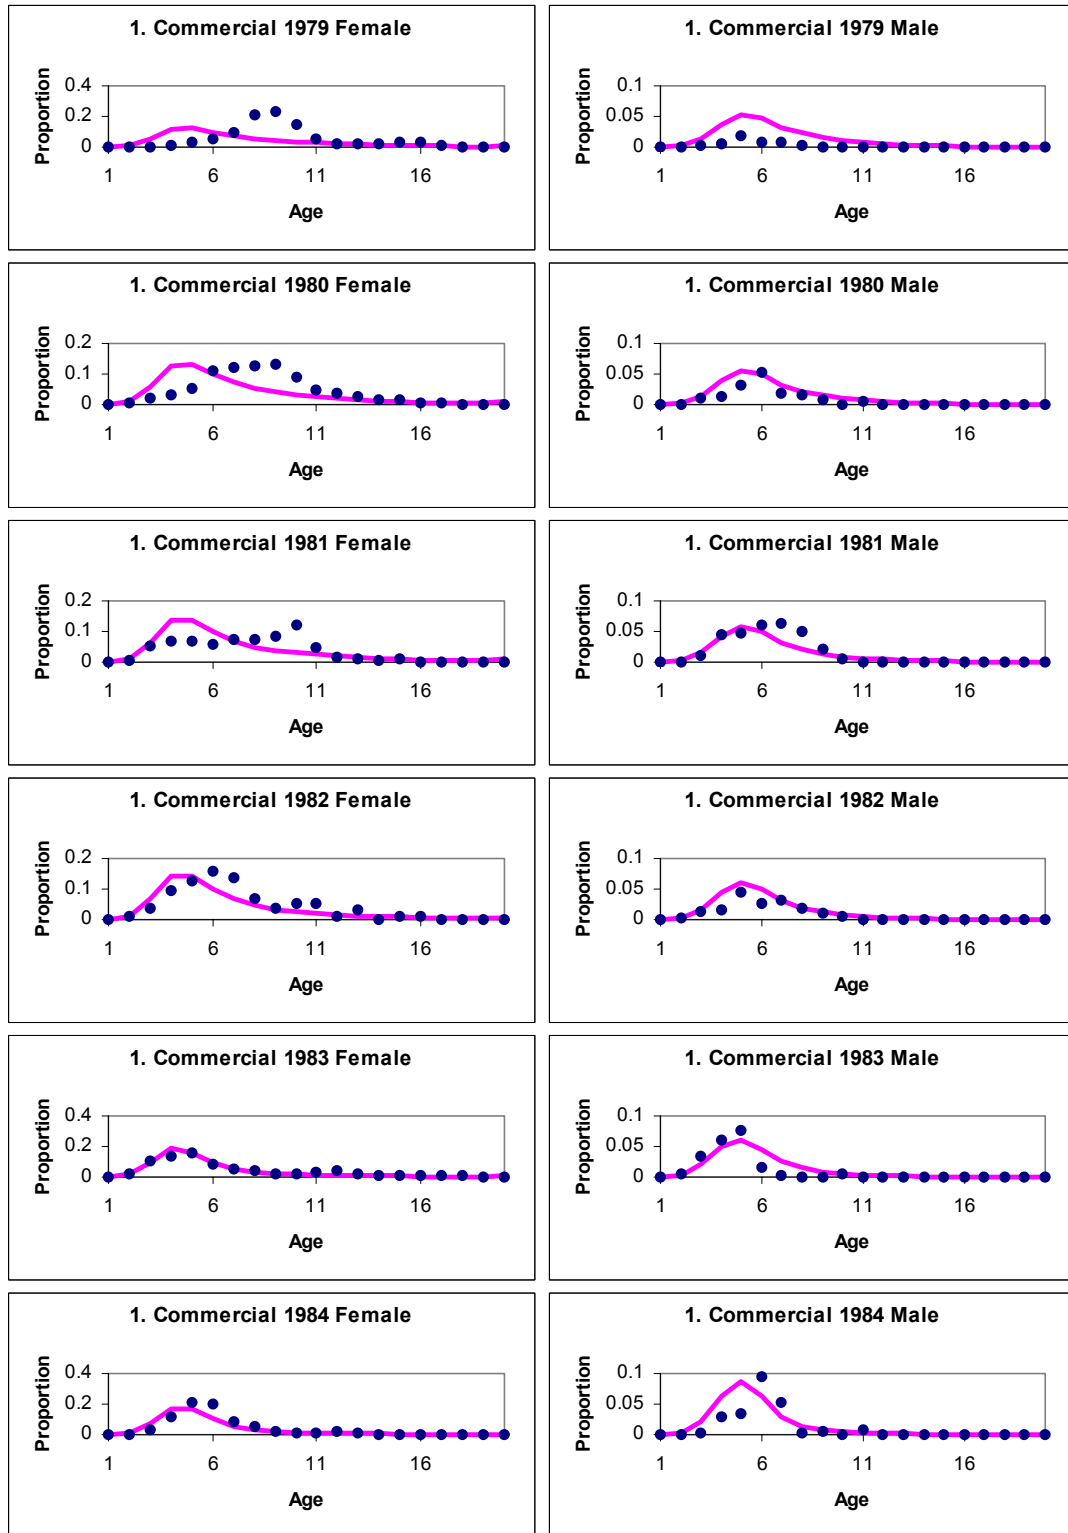 1. Commercial 1979 Female
Proportion
0.4
0.2
0
1 6 11 16
Age
1. Commercial 1979 Male
Proportion
0.1
0.05
0
1 6 11 16
Age
1. Commercial 1980 Female
Proportion
0.2
0.1
0
1 6 11 16
Age
1. Commercial 1980 Male
Proportion
0.1
0.05
0
1 6 11 16
Age
1. Commercial 1981 Female
Proportion
0.2
0.1
0
1 6 11 16
Age
1. Commercial 1981 Male
Proportion
0.1
0.05
0
1 6 11 16
Age
1. Commercial 1982 Female
Proportion
0.2
0.1
0
1 6 11 16
Age
1. Commercial 1982 Male
Proportion
0.1
0.05
0
1 6 11 16
Age
1. Commercial 1983 Female
Proportion
0.4
0.2
0
1 6 11 16
Age
1. Commercial 1983 Male
Proportion
0.1
0.05
0
1 6 11 16
Age
1. Commercial 1984 Female
Proportion
0.4
0.2
0
1 6 11 16
Age
1. Commercial 1984 Male
Proportion
0.1
0.05
0
1 6 11 16
Age